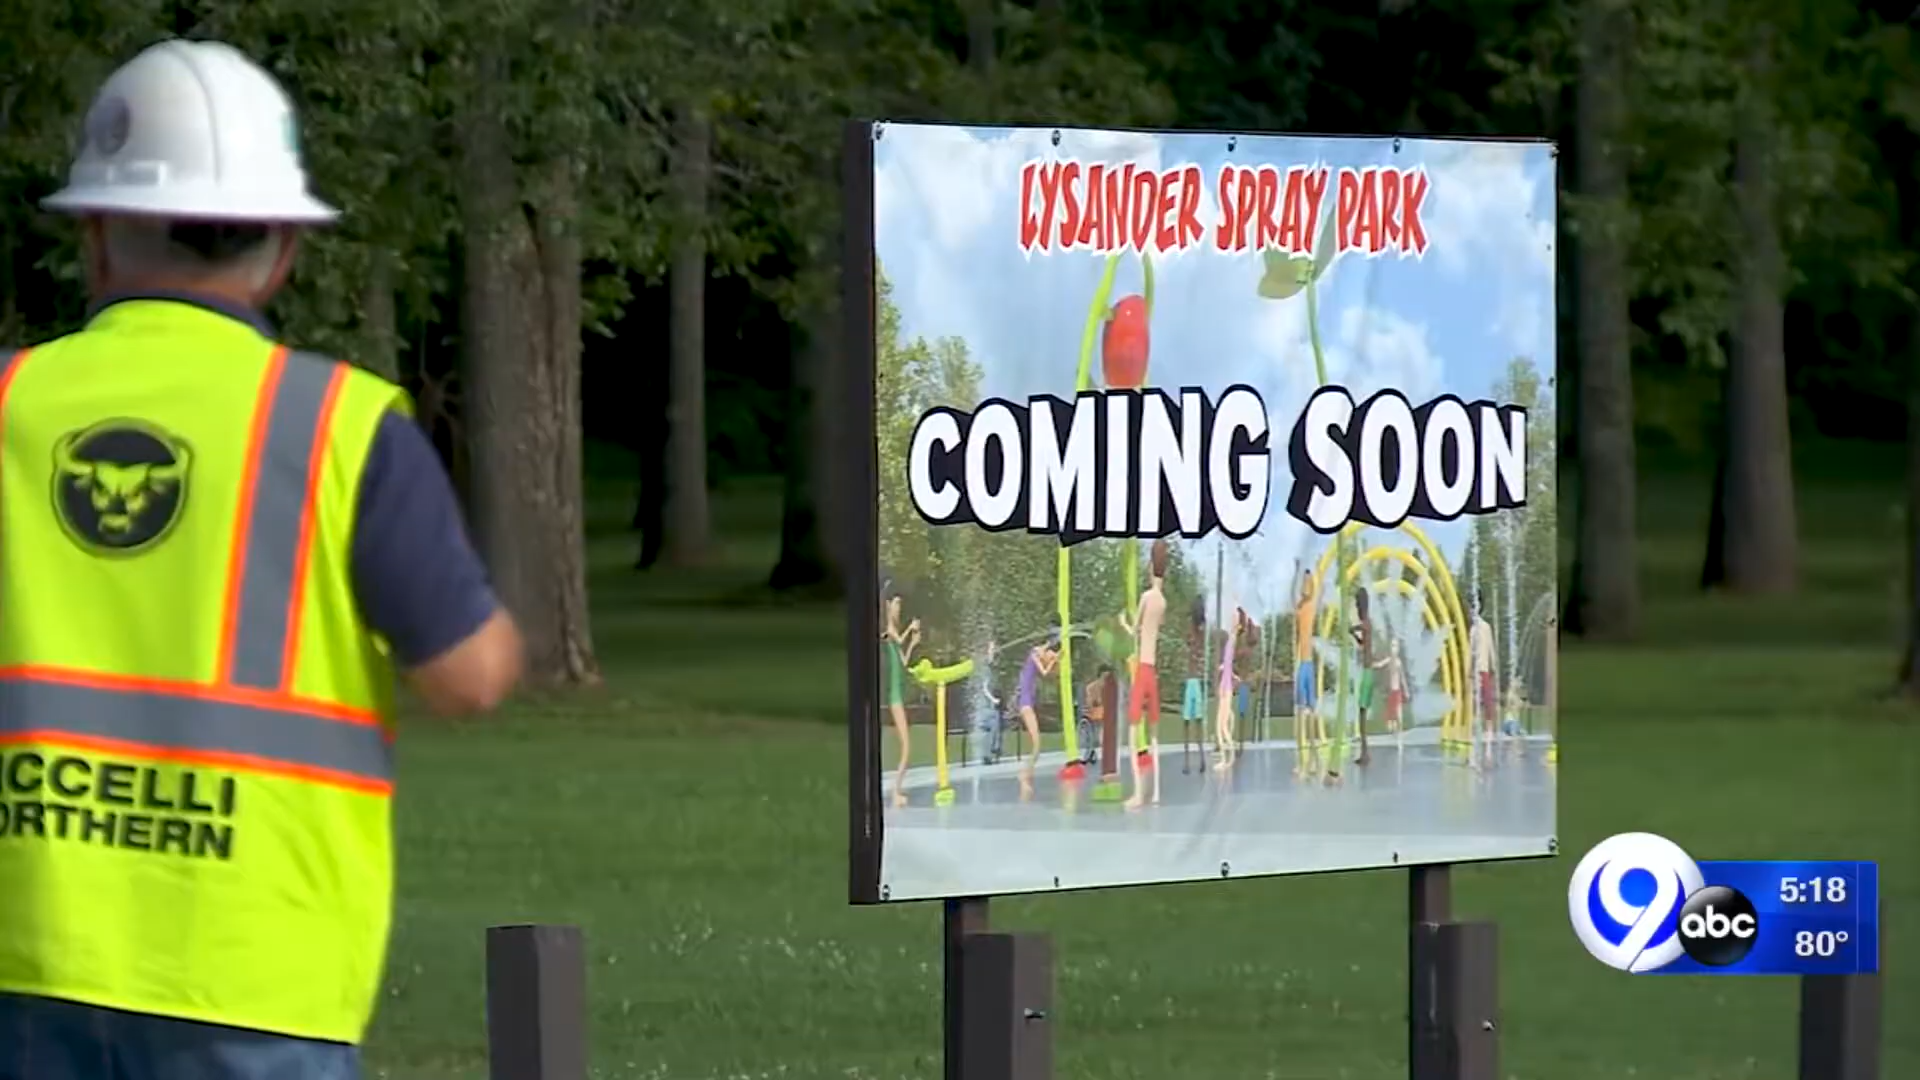 LYSANDER SPRAY PARK
COMING SOON
CCELLI
ORTHERN
9
abc
5:18
80°